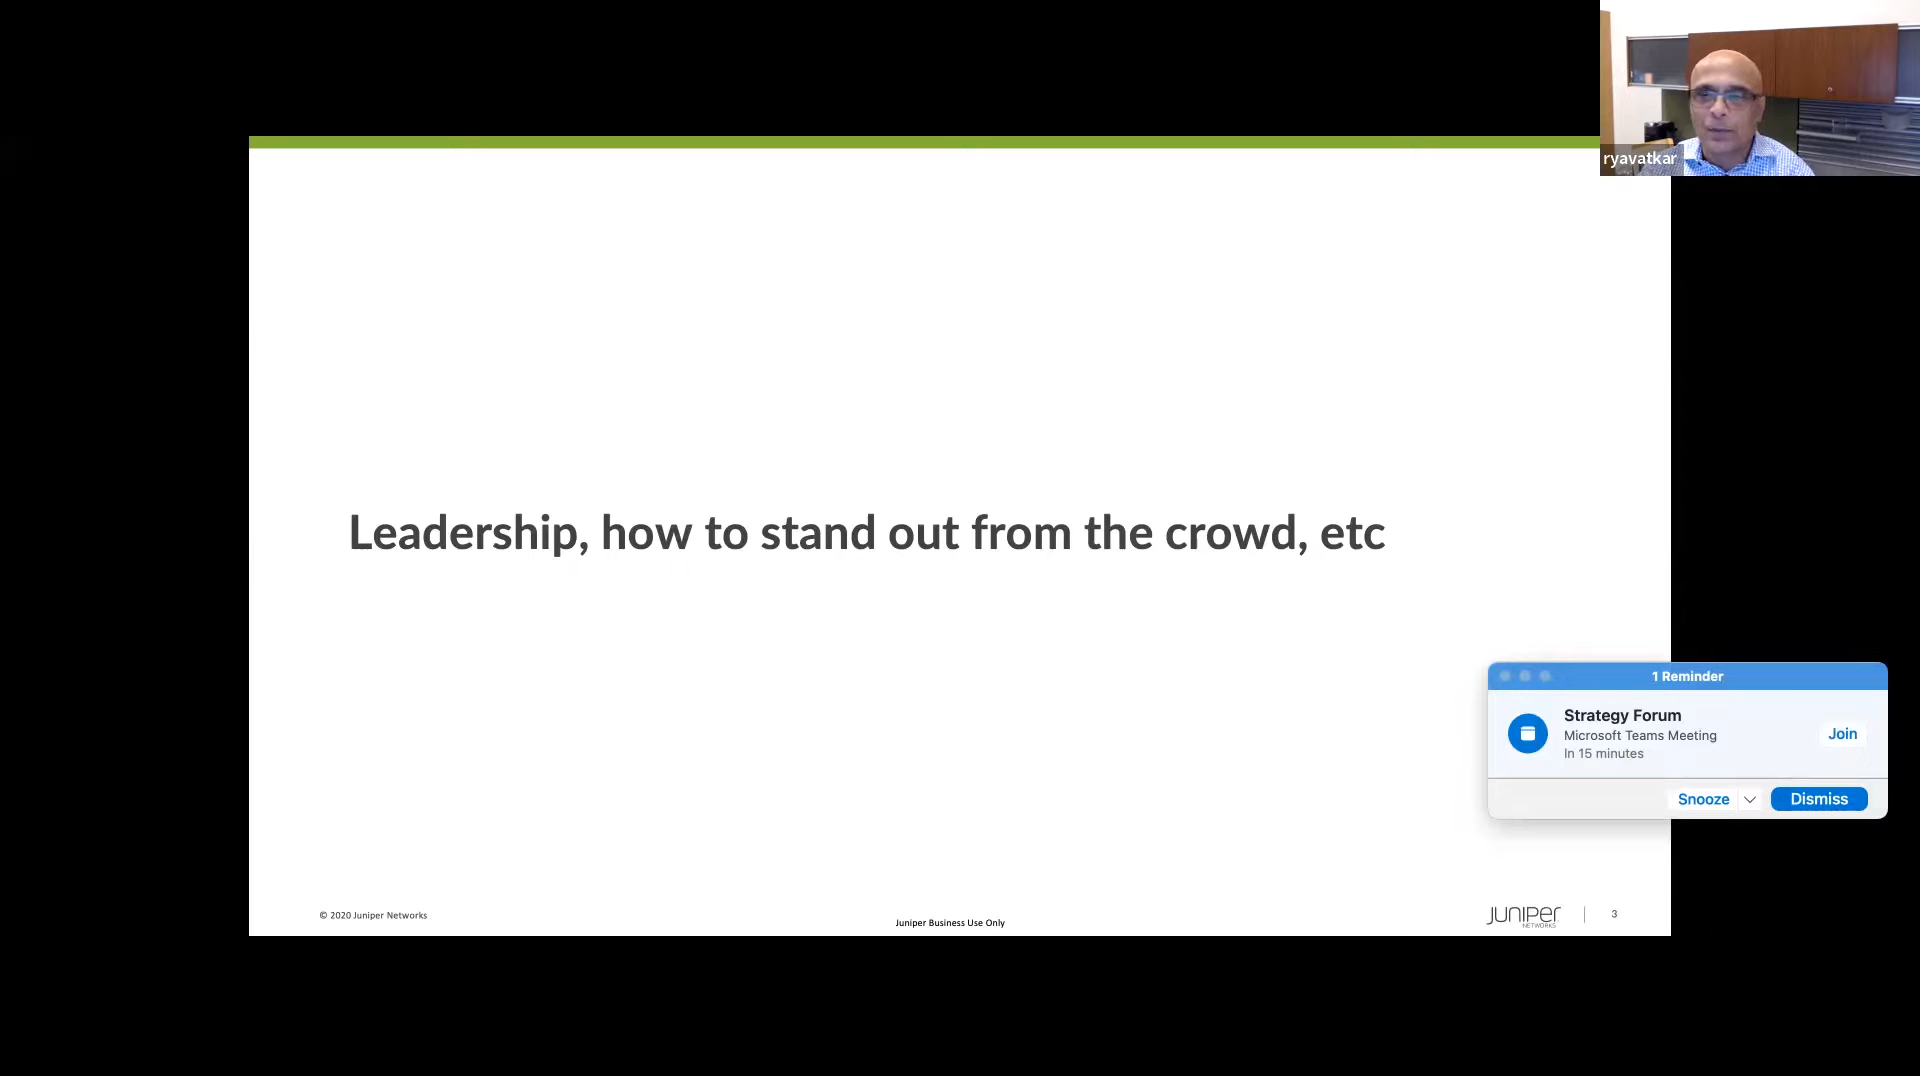 ryavatkar
Leadership, how to stand out from the crowd, etc
1 Reminder
Strategy Forum
Microsoft Teams Meeting
In 15 minutes
Join
Snooze
Dismiss
© 2020 Juniper Networks
Juniper Business Use Only
JUNIPER
NETWORKS
3